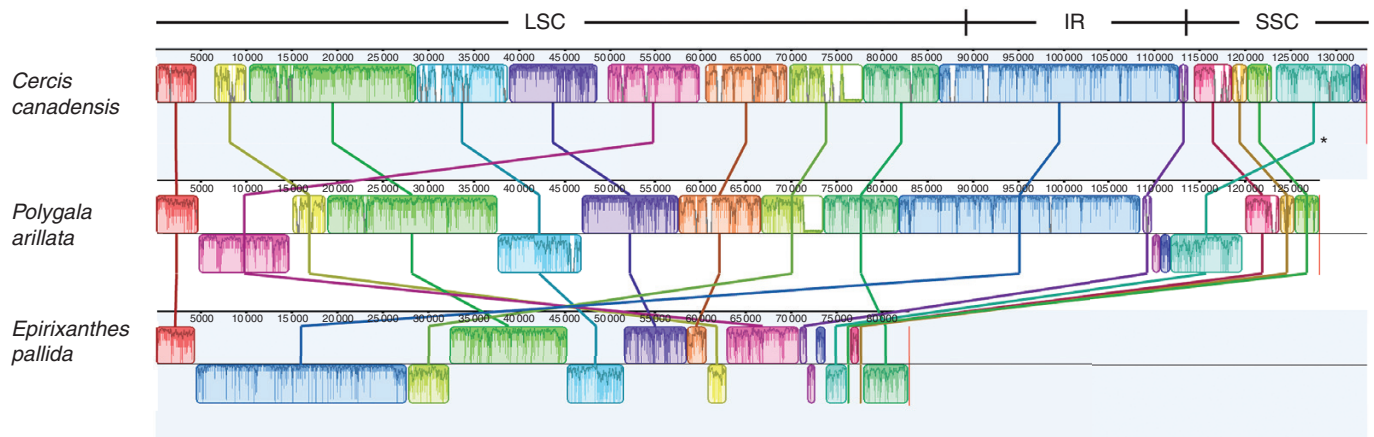 LSC IR SSC
5000 10 000 15 000 20 000 25 000 30 000 35 000 40 000 45 000 50 000 55 000 60 000 65 000 70 000 75 000 80 000 85 000 90 000 95 000 100 000 105 000 110 000 115 000 120 000 125 000 130 000
Cercis
canadensis
*
5000 10 000 15 000 20 000 25 000 30 000 35 000 40 000 45 000 50 000 55 000 60 000 65 000 70 000 75 000 80 000 85 000 90 000 95 000 100 000 105 000 110 000 115 000 120 000 125 000
Polygala
arillata
5000 10 000 15 000 20 000 25 000 30 000 35 000 40 000 45 000 50 000 55 000 60 000 65 000 70 000 75 000 80 000
Epirixanthes
pallida